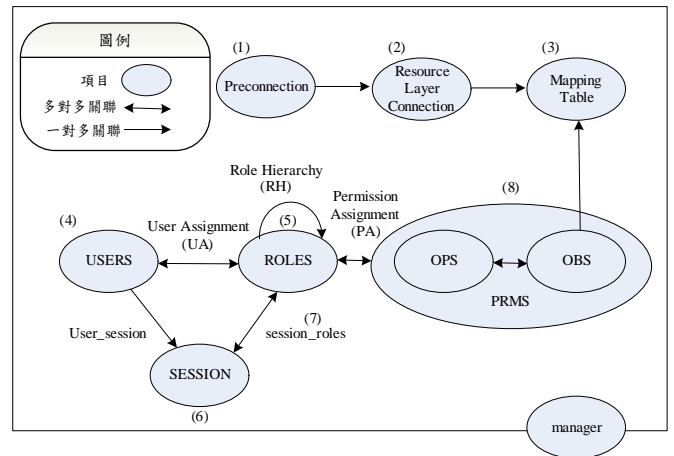 圖例
項目
多對多關聯
一對多關聯
(1)
Preconnection
(2)
Resource
Layer
Connection
(3)
Mapping
Table
Role Hierarchy
(RH)
Permission
Assignment
(PA)
(8)
(4)
User Assignment
(UA)
(5)
USERS
ROLES
OPS
OBS
PRMS
User_session
(7)
session_roles
SESSION
(6)
manager